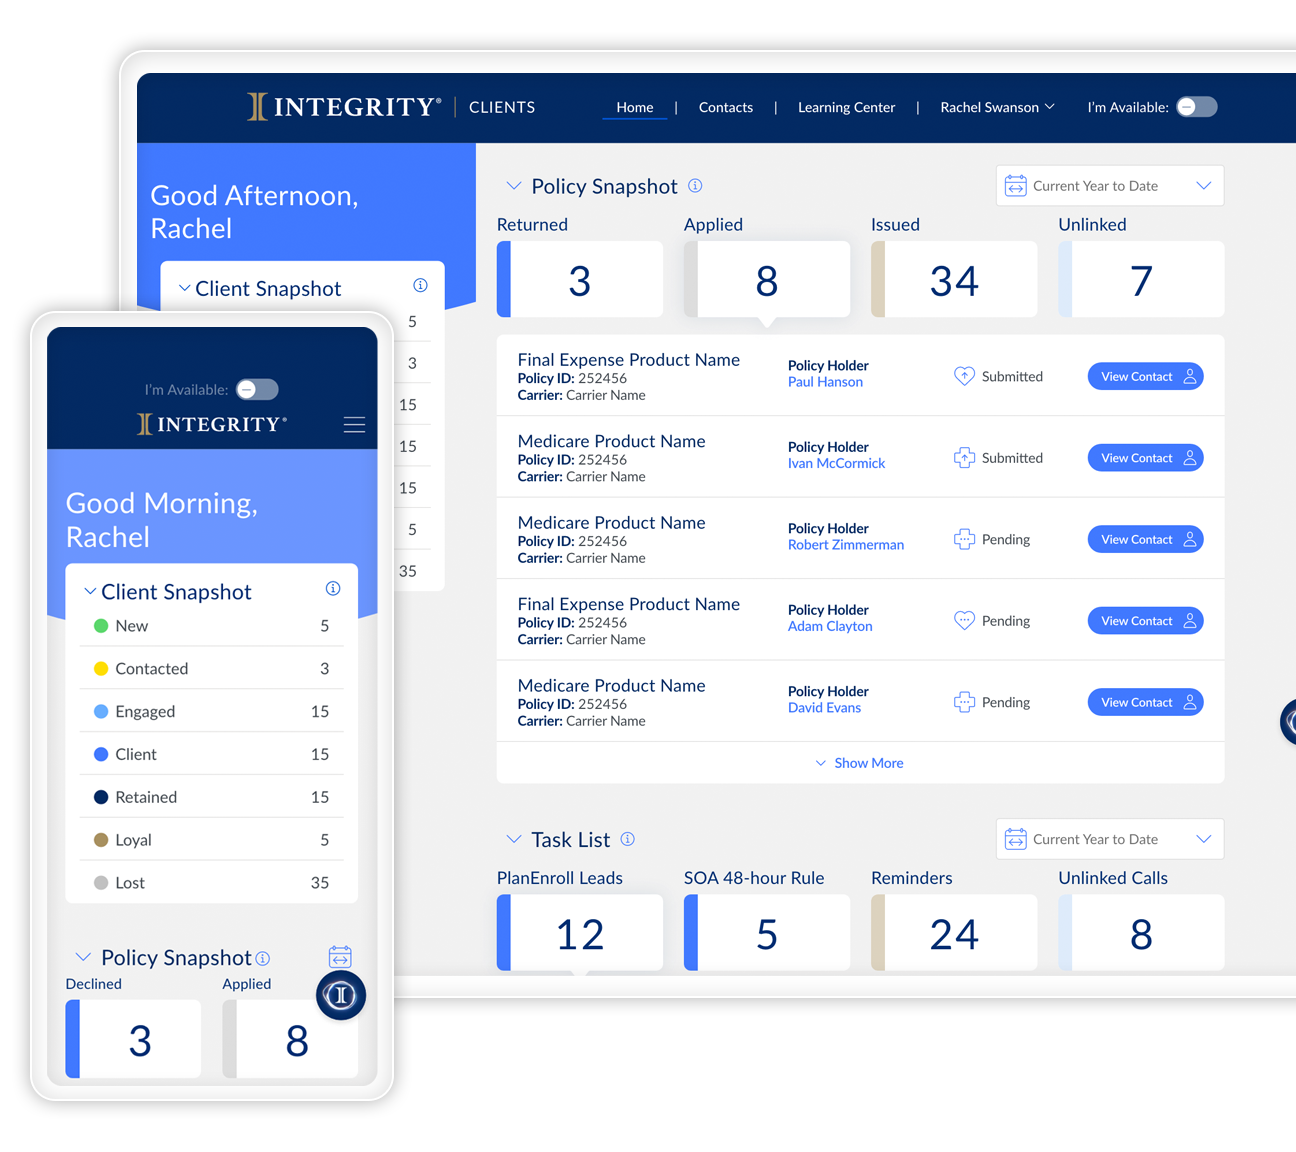 INTEGRITY® CLIENTS
Home | Contacts | Learning Center | Rachel Swanson I'm Available:
Good Afternoon,
Rachel
Client Snapshot
5
3
15
15
15
5
35
Policy Snapshot
Current Year to Date
Returned Applied Issued Unlinked
3 8 34 7
Final Expense Product Name
Policy ID: 252456
Carrier: Carrier Name
Policy Holder
Paul Hanson
Submitted
View Contact
Medicare Product Name
Policy ID: 252456
Carrier: Carrier Name
Policy Holder
Ivan McCormick
Submitted
View Contact
Medicare Product Name
Policy ID: 252456
Carrier: Carrier Name
Policy Holder
Robert Zimmerman
Pending
View Contact
Final Expense Product Name
Policy ID: 252456
Carrier: Carrier Name
Policy Holder
Adam Clayton
Pending
View Contact
Medicare Product Name
Policy ID: 252456
Carrier: Carrier Name
Policy Holder
David Evans
Pending
View Contact
Show More
Task List
Current Year to Date
PlanEnroll Leads SOA 48-hour Rule Reminders Unlinked Calls
12 5 24 8
I'm Available:
INTEGRITY®
Good Morning,
Rachel
Client Snapshot
New 5
Contacted 3
Engaged 15
Client 15
Retained 15
Loyal 5
Lost 35
Policy Snapshot
Declined Applied
3 8